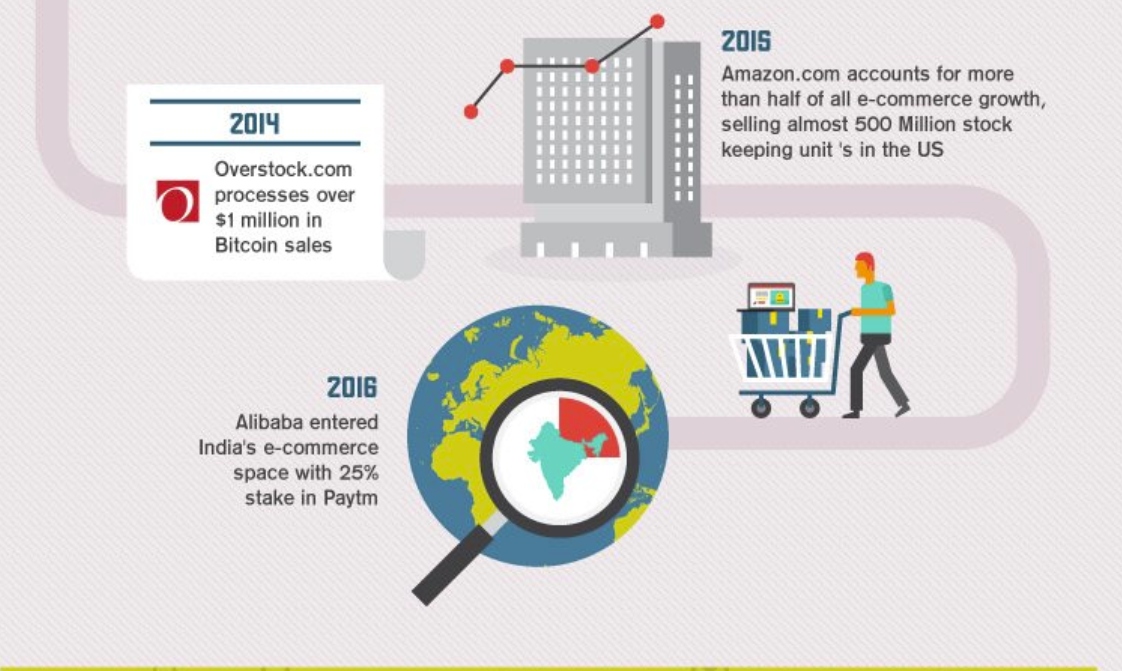 2014
Overstock.com
processes over
$1 million in
Bitcoin sales
2015
Amazon.com accounts for more
than half of all e-commerce growth,
selling almost 500 Million stock
keeping unit 's in the US
2016
Alibaba entered
India's e-commerce
space with 25%
stake in Paytm